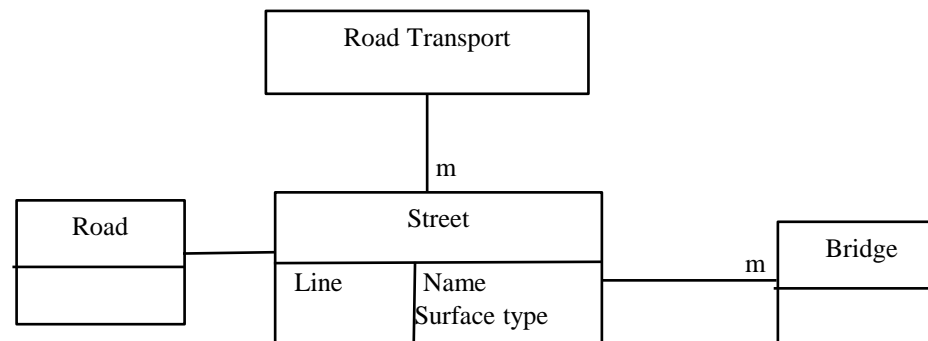 Road Transport
m
Road
Street
Bridge
m
Line
Name
Surface type